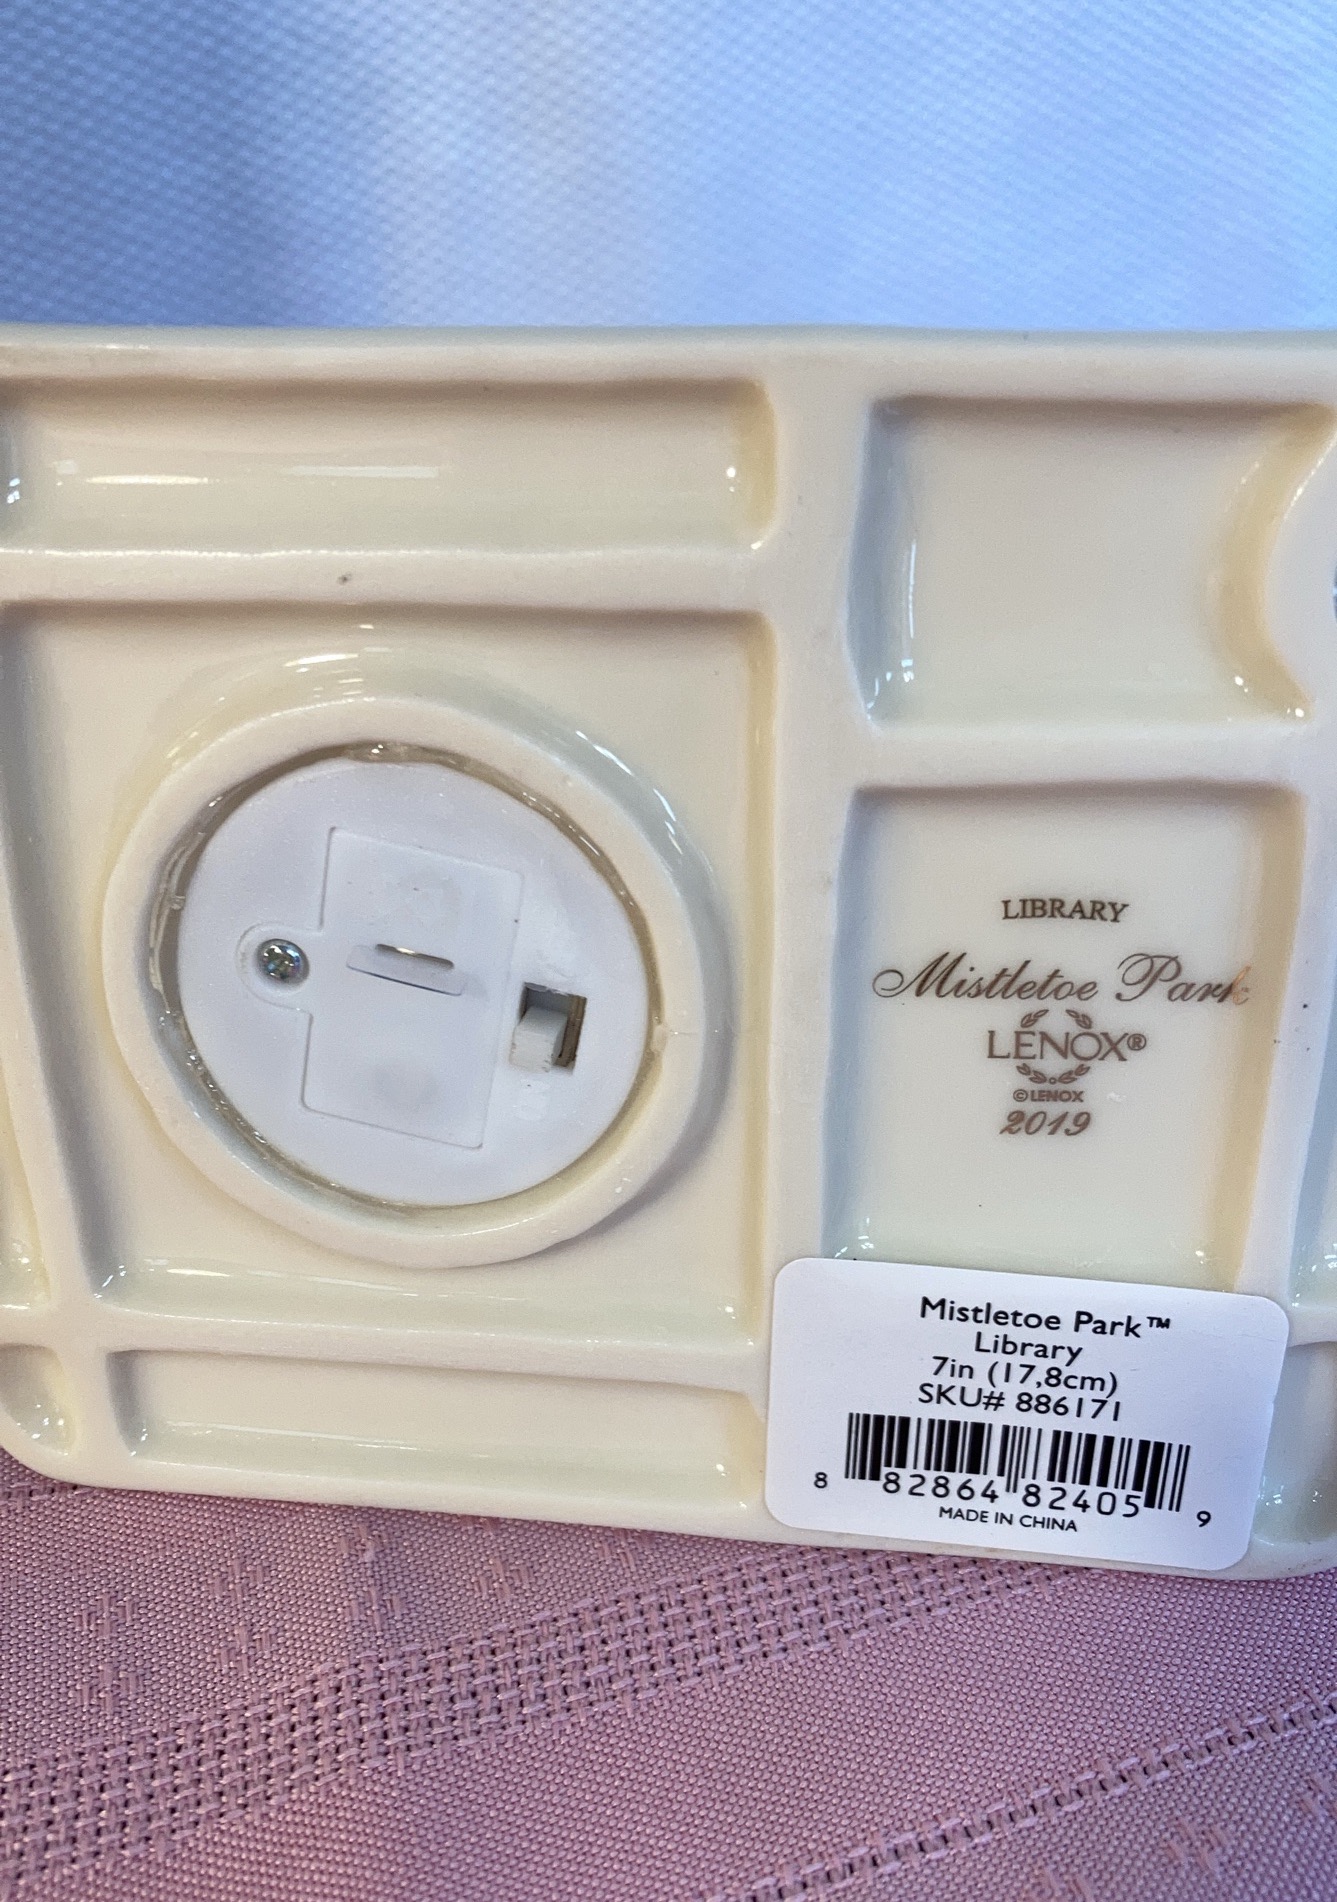 LIBRARY
Mistletoe Park
LENOX®
©LENOX
2019
Mistletoe Park™
Library
7in (17,8cm)
SKU# 886171
8 82864 82405 9
MADE IN CHINA